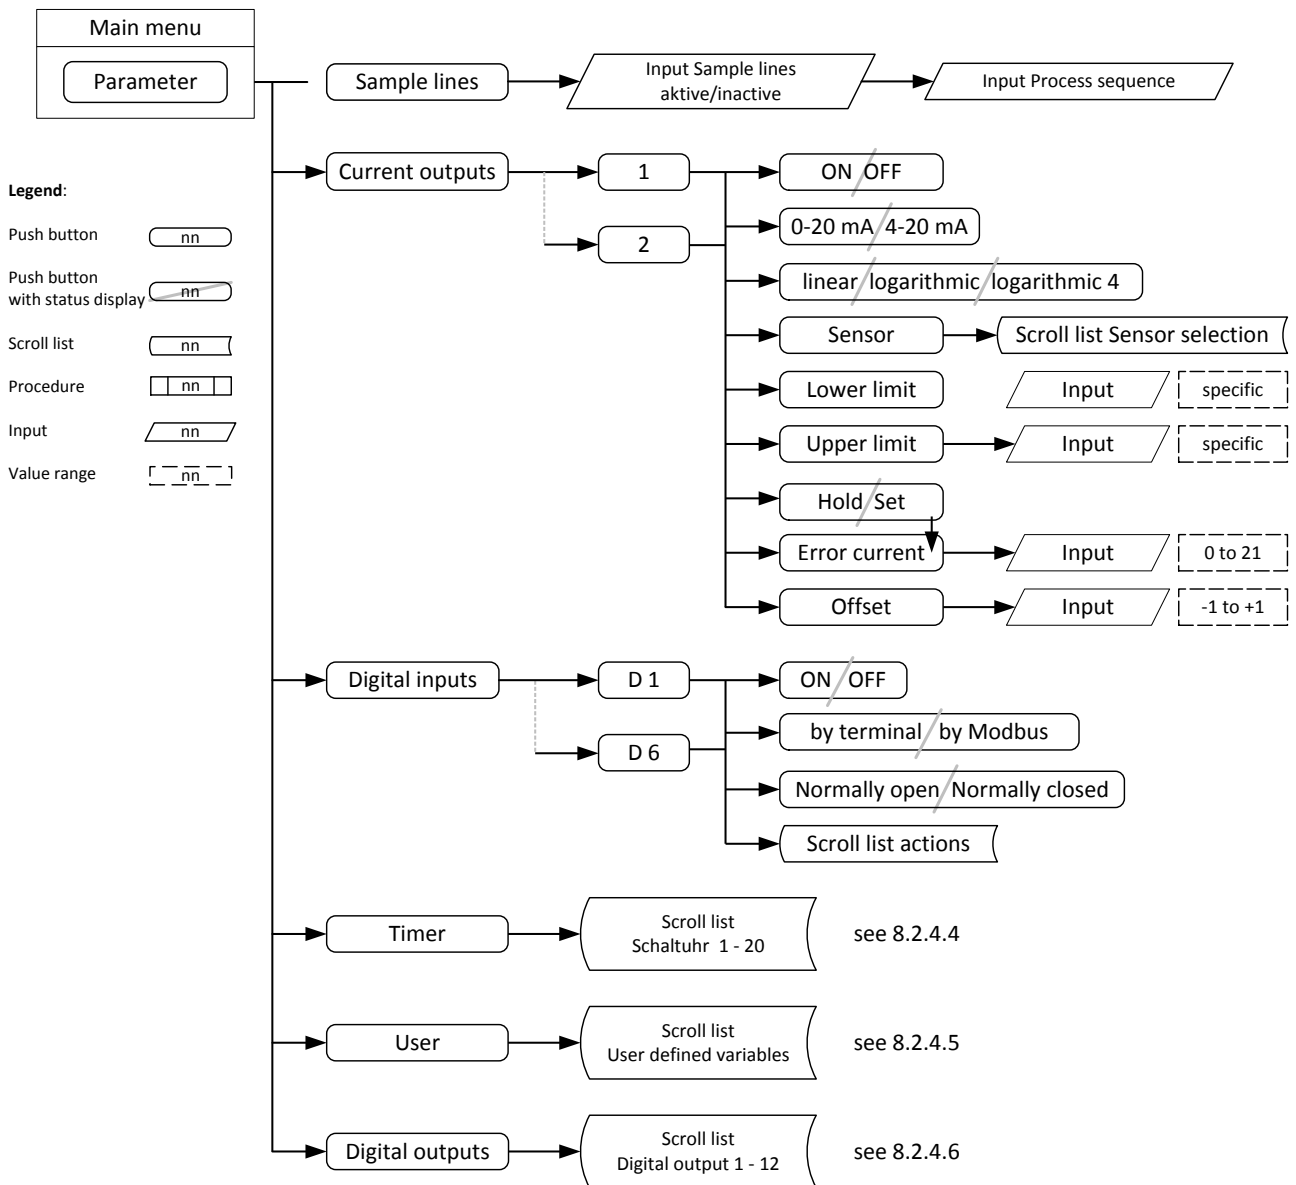 Main menu
Parameter
Sample lines
Input Sample lines
aktive/inactive
Input Process sequence
Current outputs
1
2
ON OFF
0-20 mA 4-20 mA
linear logarithmic logarithmic 4
Sensor
Scroll list Sensor selection
Lower limit
Input
specific
Upper limit
Input
specific
Hold Set
Error current
Input
0 to 21
Offset
Input
-1 to +1
Legend:
Push button
nn
Push button
with status display
nn
Scroll list
nn
Procedure
nn
Input
nn
Value range
nn
Digital inputs
D 1
D 6
ON OFF
by terminal by Modbus
Normally open Normally closed
Scroll list actions
Timer
Scroll list
Schaltuhr 1 - 20
see 8.2.4.4
User
Scroll list
User defined variables
see 8.2.4.5
Digital outputs
Scroll list
Digital output 1 - 12
see 8.2.4.6